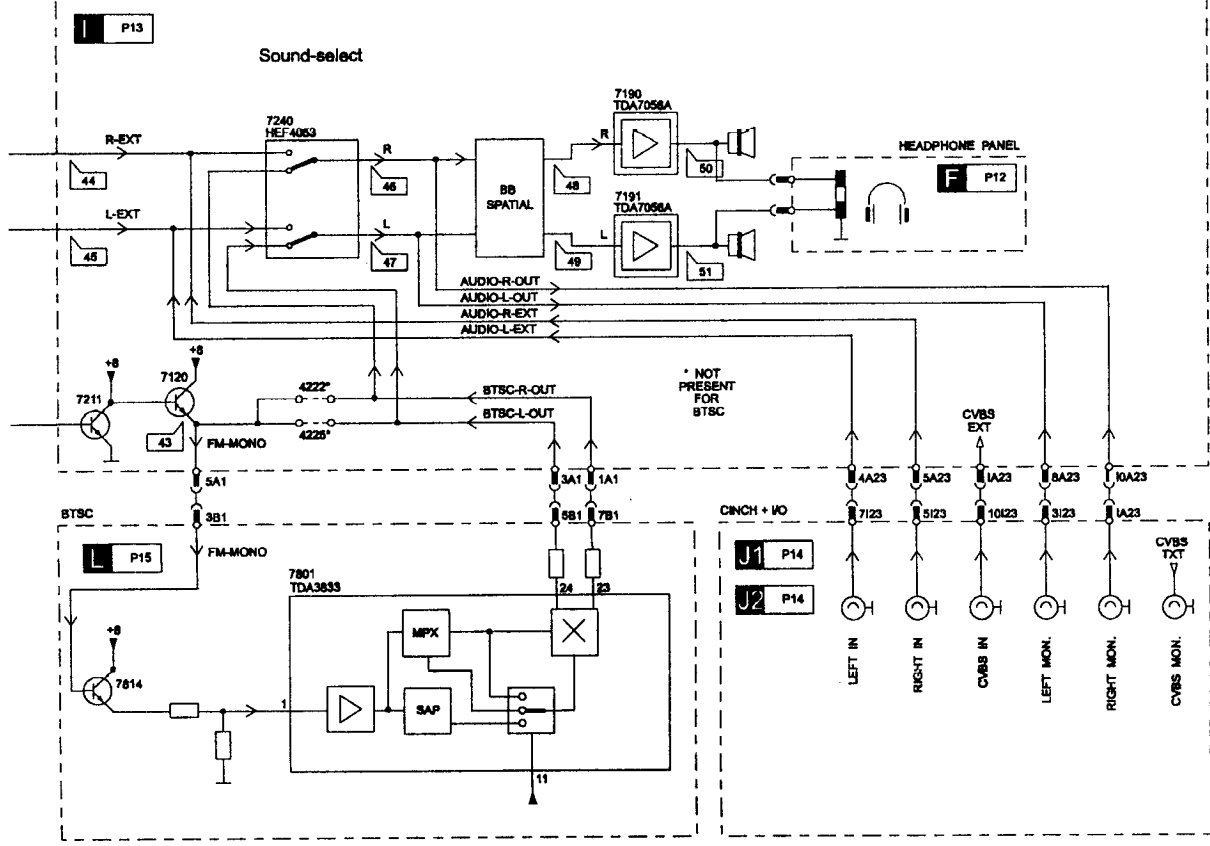 I P13
Sound-select
7240
HEF4053
R-EXT
44
L-EXT
45
R
46
L
47
BB
SPATIAL
48
49
R
L
7190
TDA7056A
7191
TDA7056A
50
51
HEADPHONE PANEL
F P12
AUDIO-R-OUT
AUDIO-L-OUT
AUDIO-R-EXT
AUDIO-L-EXT
+8
7211
+8
7120
43
FM-MONO
4222*
4225*
BTSC-R-OUT
BTSC-L-OUT
* NOT
PRESENT
FOR
BTSC
CVBS
EXT
5A1
3B1
3A1
1A1
5B1
7B1
4A23
5A23
1A23
8A23
10A23
7I23
5I23
10I23
3I23
1A23
BTSC
L P15
FM-MONO
+8
7814
7801
TDA3833
1
MPX
SAP
24
23
11
CINCH + I/O
J1 P14
J2 P14
CVBS
TXT
LEFT IN
RIGHT IN
CVBS IN
LEFT MON.
RIGHT MON.
CVBS MON.